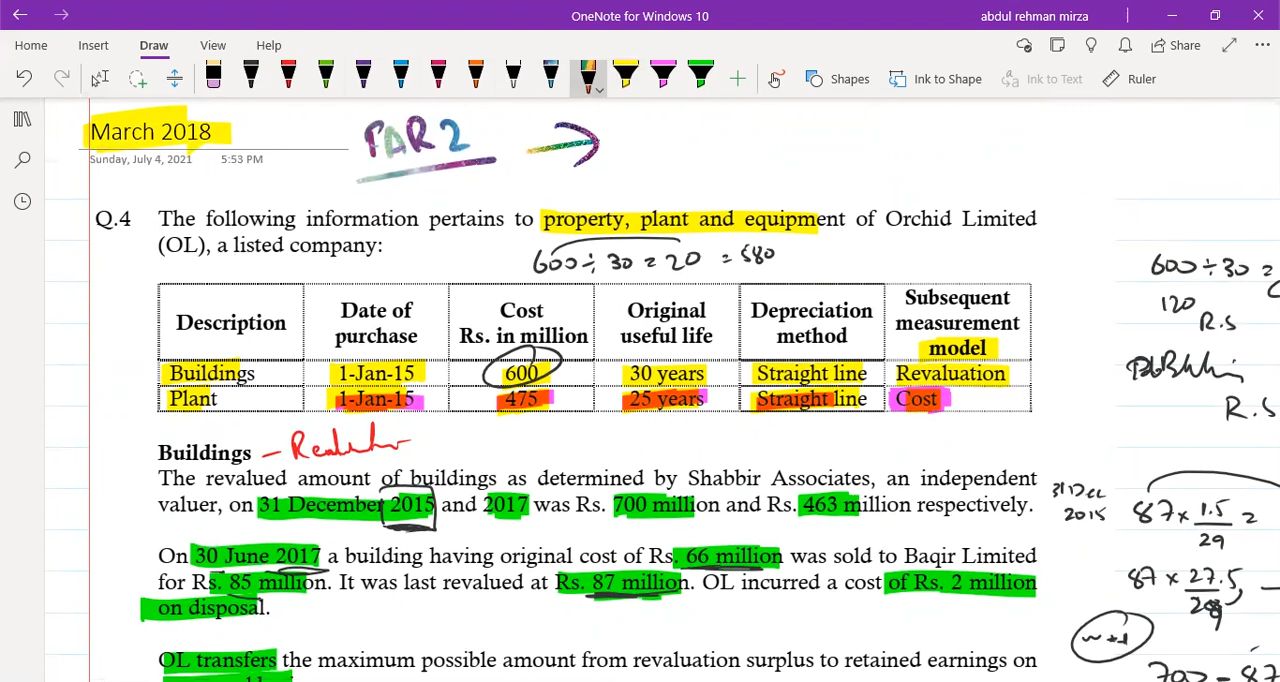 OneNote for Windows 10
abdul rehman mirza
Home Insert Draw View Help
Share
Shapes Ink to Shape Ink to Text Ruler
March 2018
Sunday, July 4, 2021 5:53 PM
FAR 2
Q.4 The following information pertains to property, plant and equipment of Orchid Limited
(OL), a listed company:
600 ÷ 30 = 20 = 580
Description Date of purchase Cost Rs. in million Original useful life Depreciation method Subsequent measurement model
Buildings 1-Jan-15 600 30 years Straight line Revaluation
Plant 1-Jan-15 475 25 years Straight line Cost
600 ÷ 30 =
120
R.S
R.S
Buildings
The revalued amount of buildings as determined by Shabbir Associates, an independent
valuer, on 31 December 2015 and 2017 was Rs. 700 million and Rs. 463 million respectively.
31 Dec
2015
87 × 1.5 =
29
On 30 June 2017 a building having original cost of Rs. 66 million was sold to Baqir Limited
for Rs. 85 million. It was last revalued at Rs. 87 million. OL incurred a cost of Rs. 2 million
on disposal.
87 × 27.5
OL transfers the maximum possible amount from revaluation surplus to retained earnings on
700 - 87